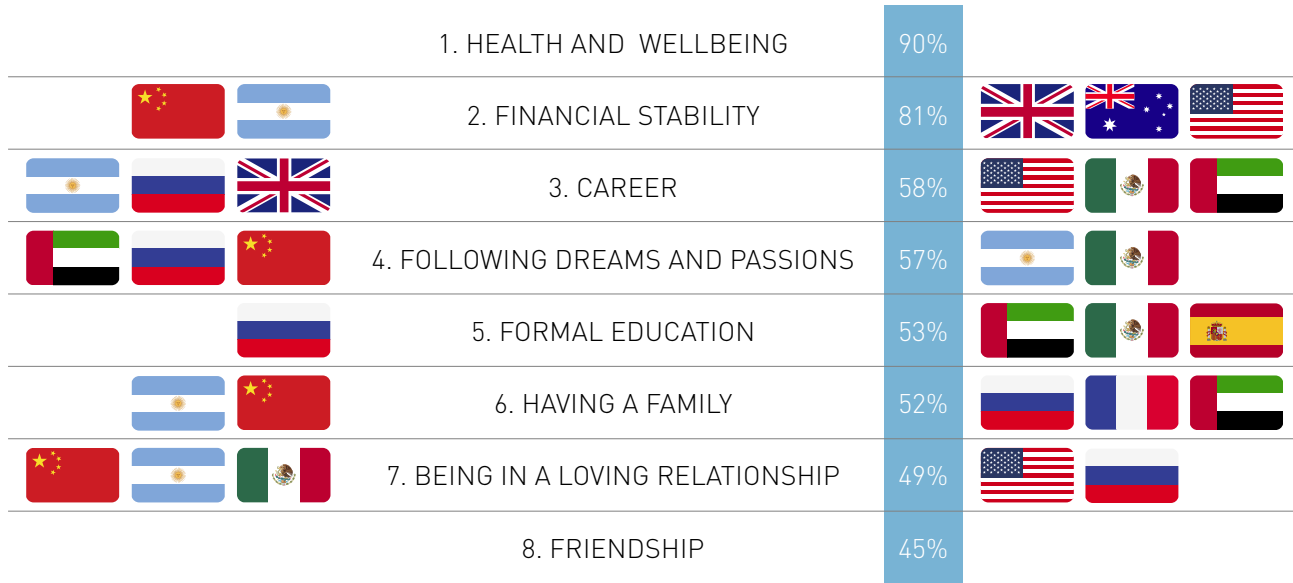 1. HEALTH AND WELLBEING 90%
2. FINANCIAL STABILITY 81%
3. CAREER 58%
4. FOLLOWING DREAMS AND PASSIONS 57%
5. FORMAL EDUCATION 53%
6. HAVING A FAMILY 52%
7. BEING IN A LOVING RELATIONSHIP 49%
8. FRIENDSHIP 45%